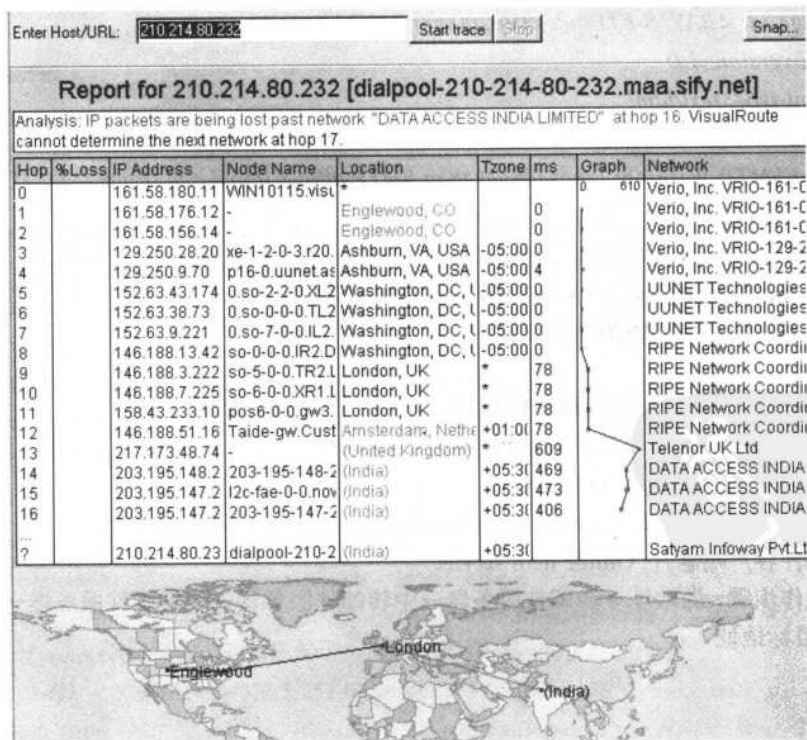 Enter Host/URL: 210.214.80.232 Start trace Stop Snap...
Report for 210.214.80.232 [dialpool-210-214-80-232.maa.sify.net]
Analysis: IP packets are being lost past network "DATA ACCESS INDIA LIMITED" at hop 16. VisualRoute
cannot determine the next network at hop 17.
Hop %Loss IP Address Node Name Location Tzone ms Graph Network
0 161.58.180.11 WIN10115.visu * 0 610 Verio, Inc. VRIO-161-0
1 161.58.176.12 - Englewood, CO 0 Verio, Inc. VRIO-161-0
2 161.58.156.14 - Englewood, CO 0 Verio, Inc. VRIO-161-0
3 129.250.28.20 xe-1-2-0-3.r20. Ashburn, VA, USA -05:00 0 Verio, Inc. VRIO-129-2
4 129.250.9.70 p16-0.uunet.as Ashburn, VA, USA -05:00 4 Verio, Inc. VRIO-129-2
5 152.63.43.174 0.so-2-2-0.XL2 Washington, DC, U -05:00 0 UUNET Technologies
6 152.63.38.73 0.so-0-0-0.TL2 Washington, DC, U -05:00 0 UUNET Technologies
7 152.63.9.221 0.so-7-0-0.IL2. Washington, DC, U -05:00 0 UUNET Technologies
8 146.188.13.42 so-0-0-0.IR2.D Washington, DC, U -05:00 0 RIPE Network Coordin
9 146.188.3.222 so-5-0-0.TR2.L London, UK * 78 RIPE Network Coordin
10 146.188.7.225 so-6-0-0.XR1.L London, UK * 78 RIPE Network Coordin
11 158.43.233.10 pos6-0-0.gw3. London, UK * 78 RIPE Network Coordin
12 146.188.51.16 Taide-gw.Cust Amsterdam, Nethe +01:00 78 RIPE Network Coordin
13 217.173.48.74 - (United Kingdom) * 609 Telenor UK Ltd
14 203.195.148.2 203-195-148-2 (India) +05:30 469 DATA ACCESS INDIA
15 203.195.147.2 l2c-fae-0-0.nov (India) +05:30 473 DATA ACCESS INDIA
16 203.195.147.2 203-195-147-2 (India) +05:30 406 DATA ACCESS INDIA
...
? 210.214.80.23 dialpool-210-2 (India) +05:30 Satyam Infoway Pvt.Lt
London
Englewood
(India)